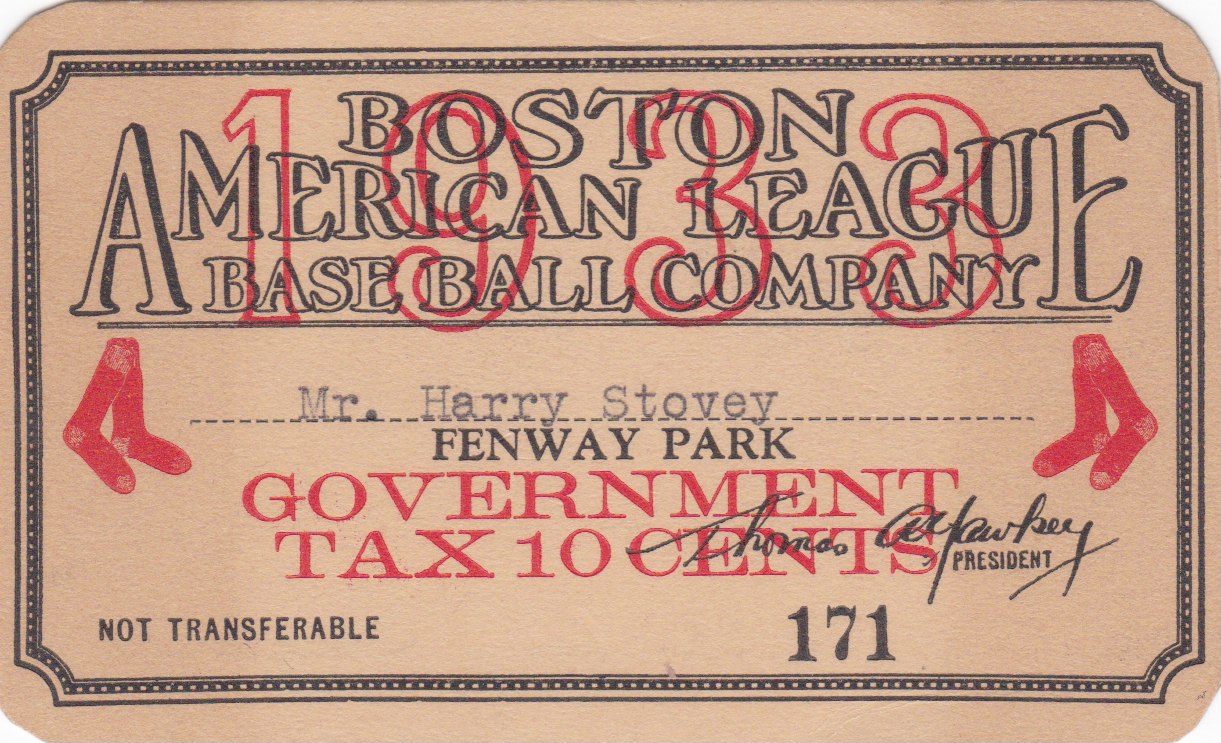 1933
BOSTON
AMERICAN LEAGUE
BASE BALL COMPANY
Mr. Harry Stovey
FENWAY PARK
GOVERNMENT
TAX 10 CENTS
Thomas A Yawkey
PRESIDENT
NOT TRANSFERABLE
171